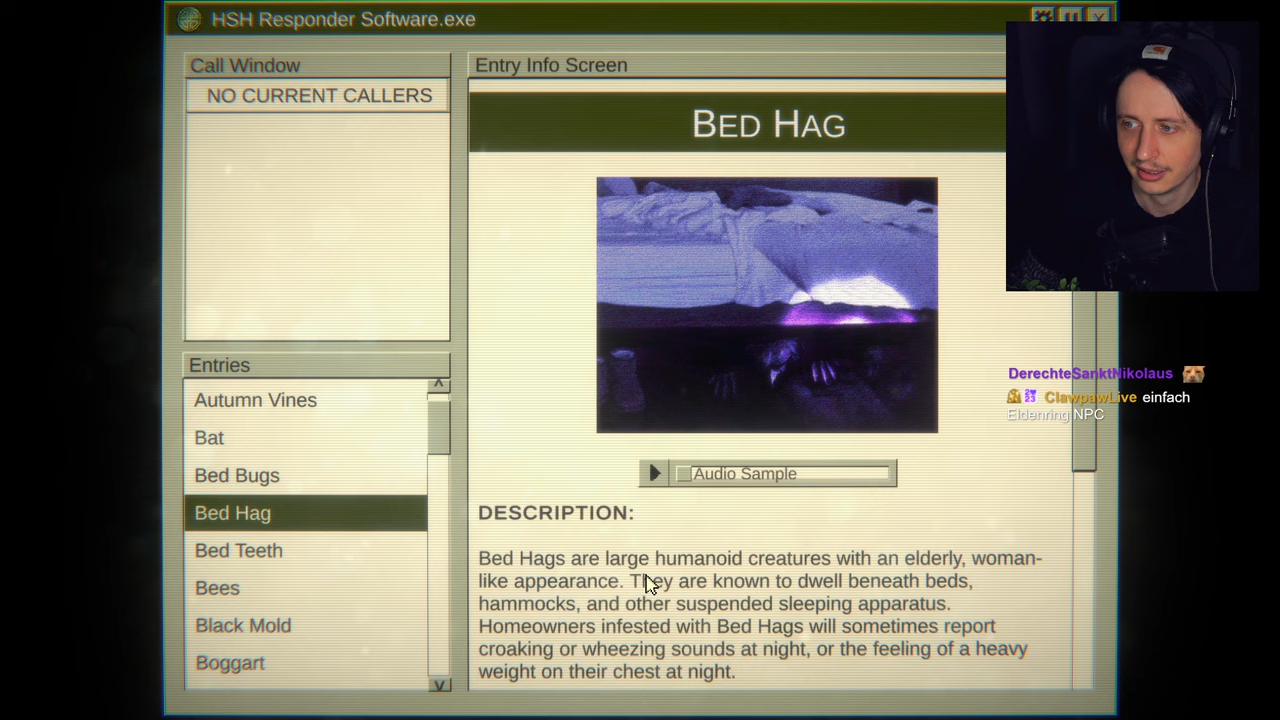 HSH Responder Software.exe
Call Window
NO CURRENT CALLERS
Entries
Autumn Vines
Bat
Bed Bugs
Bed Hag
Bed Teeth
Bees
Black Mold
Boggart
Entry Info Screen
BED HAG
Audio Sample
DESCRIPTION:
Bed Hags are large humanoid creatures with an elderly, woman-
like appearance. They are known to dwell beneath beds,
hammocks, and other suspended sleeping apparatus.
Homeowners infested with Bed Hags will sometimes report
croaking or wheezing sounds at night, or the feeling of a heavy
weight on their chest at night.
DerechteSanktNikolaus
ClawpawLive einfach
Eldenring NPC